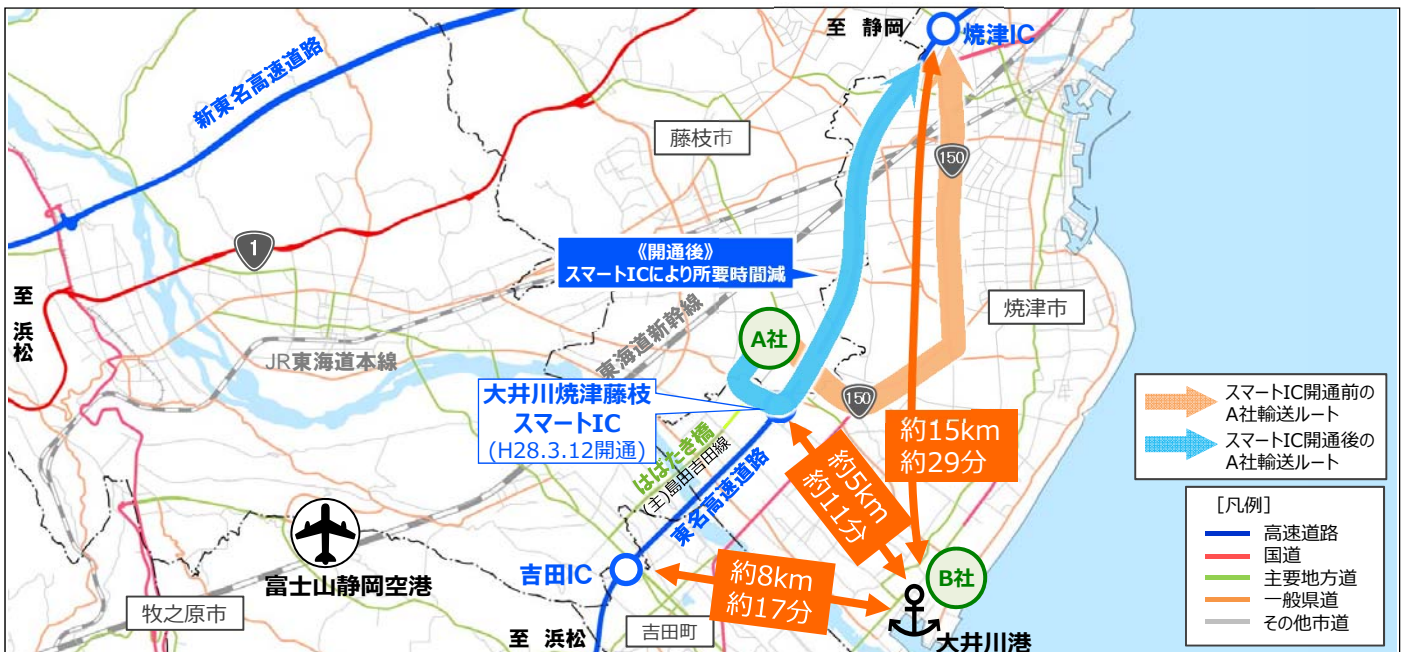 至 静岡
焼津IC
新東名高速道路
藤枝市
150
1
《開通後》
スマートICにより所要時間減
至
浜
松
焼津市
東海道新幹線
A社
JR東海道本線
大井川焼津藤枝
スマートIC
(H28.3.12開通)
150
約15km
約29分
はばたき橋
(主)島田吉田線
東名高速道路
約5km
約11分
富士山静岡空港
吉田IC
約8km
約17分
B社
牧之原市
至 浜松
吉田町
大井川港
スマートIC開通前の
A社輸送ルート
スマートIC開通後の
A社輸送ルート
[凡例]
高速道路
国道
主要地方道
一般県道
その他市道